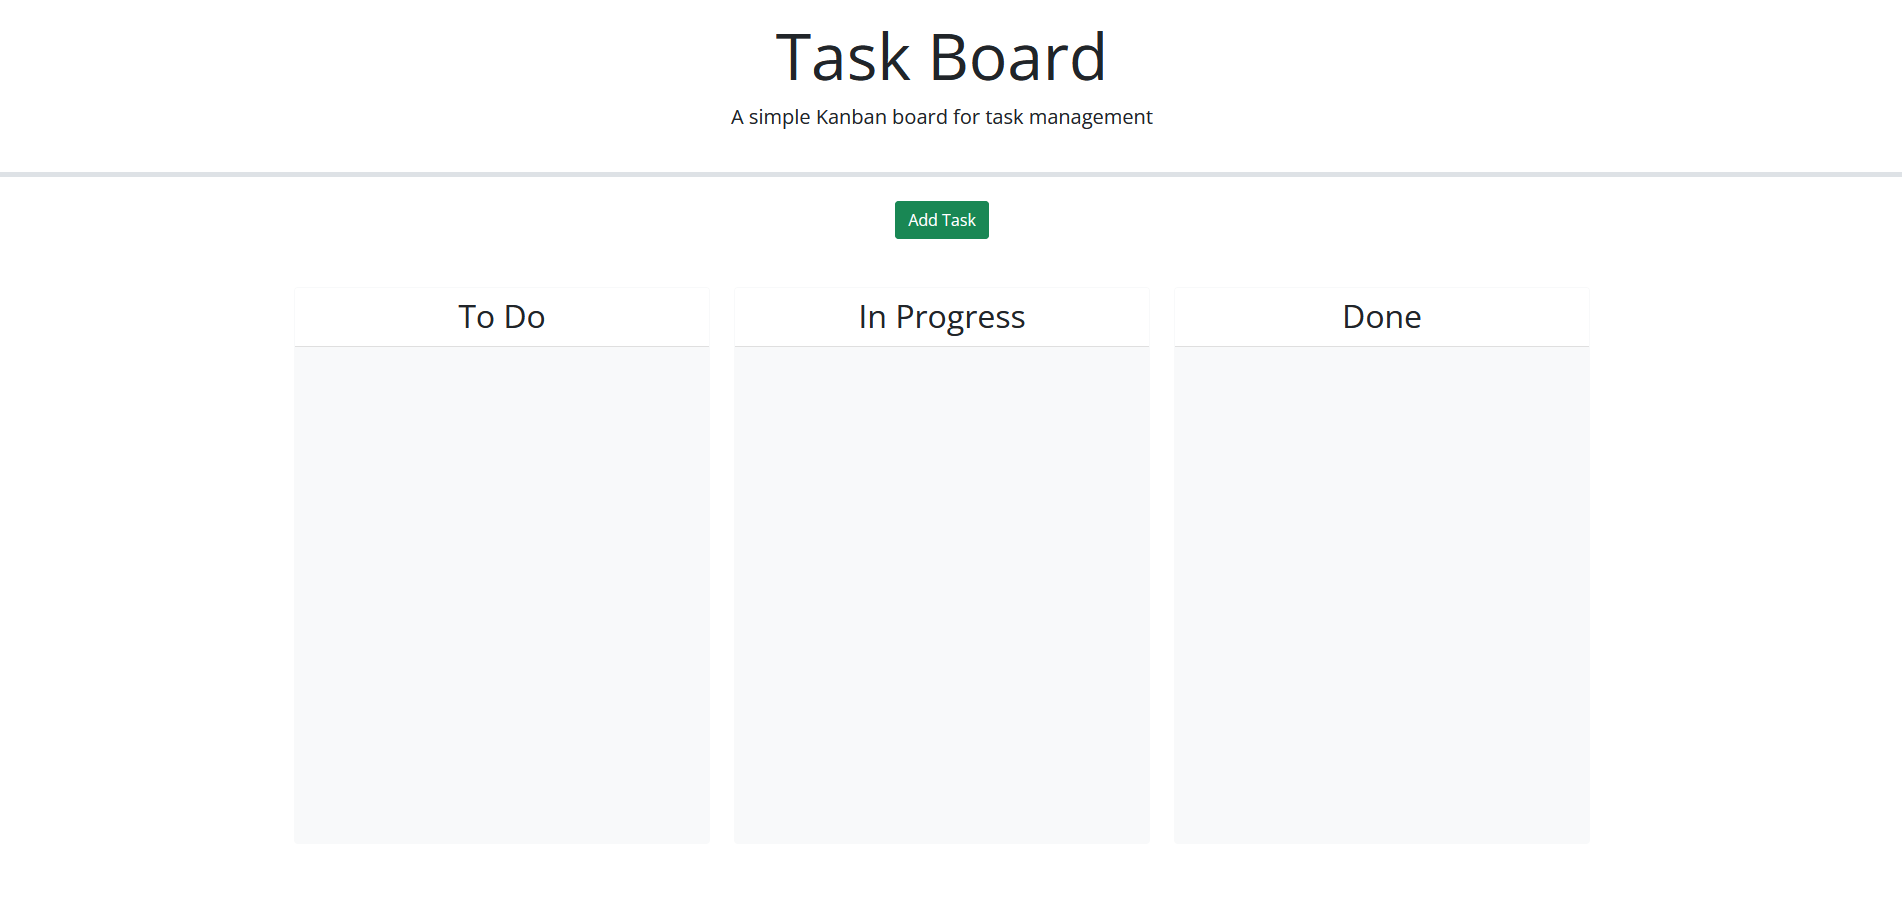 Task Board
A simple Kanban board for task management
Add Task
To Do
In Progress
Done